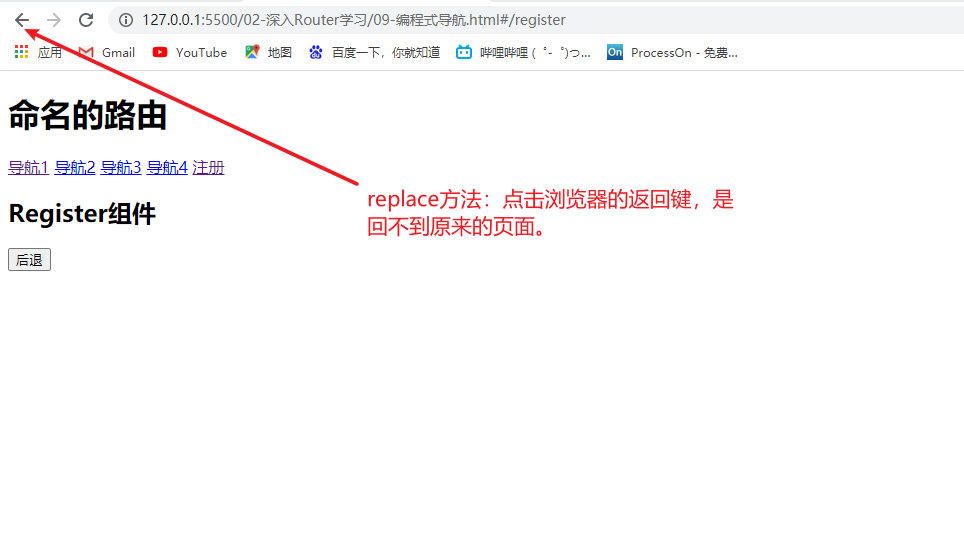 127.0.0.1:5500/02-深入Router学习/09-编程式导航.html#/register
应用 Gmail YouTube 地图 百度一下，你就知道 哔哩哔哩 (゜-゜)つ... On ProcessOn - 免费...
命名的路由
导航1 导航2 导航3 导航4 注册
replace方法：点击浏览器的返回键，是
回不到原来的页面。
Register组件
后退